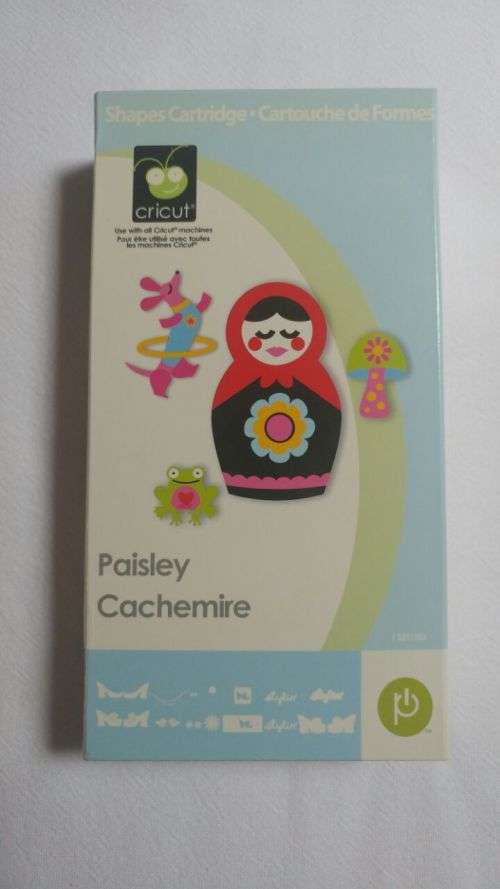 Shapes Cartridge • Cartouche de Formes
cricut®
Use with all Cricut® machines
Pour être utilisé avec toutes
les machines Cricut®
Paisley
Cachemire